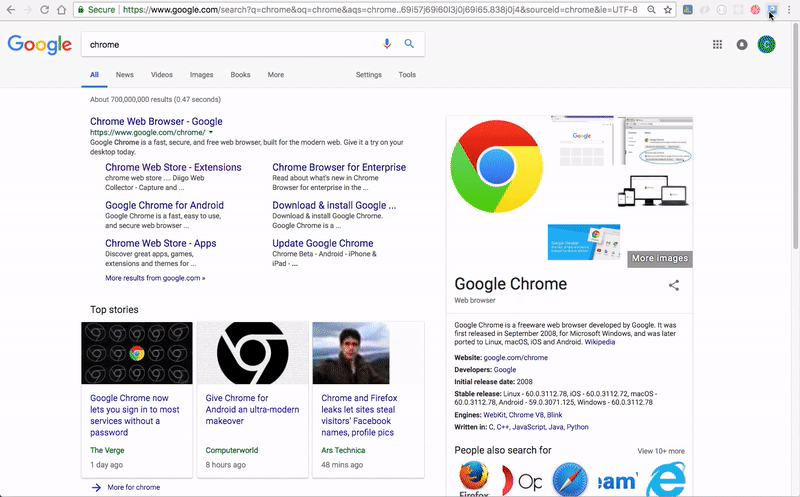 Secure https://www.google.com/search?q=chrome&oq=chrome&aqs=chrome..69i57j69i60l3j0j69i65.838j0j4&sourceid=chrome&ie=UTF-8
Google
chrome
All News Videos Images Books More Settings Tools
About 700,000,000 results (0.47 seconds)
Chrome Web Browser - Google
https://www.google.com/chrome/
Google Chrome is a fast, secure, and free web browser, built for the modern web. Give it a try on your
desktop today.
Chrome Web Store - Extensions
chrome web store .... Diigo Web
Collector - Capture and ...
Chrome Browser for Enterprise
Read about what's new in Chrome
Browser for enterprise in the ...
Google Chrome for Android
Google Chrome is a fast, easy to use,
and secure web browser ...
Download & install Google ...
Download & install Google Chrome.
Google Chrome is a ...
Chrome Web Store - Apps
Discover great apps, games,
extensions and themes for ...
Update Google Chrome
Chrome Beta - Android - iPhone &
iPad - ...
More results from google.com »
Top stories
Google Chrome now
lets you sign in to most
services without a
password
The Verge
1 day ago
Give Chrome for
Android an ultra-modern
makeover
Computerworld
8 hours ago
Chrome and Firefox
leaks let sites steal
visitors' Facebook
names, profile pics
Ars Technica
48 mins ago
More for chrome
C
Google
More images
Google Chrome
Web browser
Google Chrome is a freeware web browser developed by Google. It was
first released in September 2008, for Microsoft Windows, and was later
ported to Linux, macOS, iOS and Android. Wikipedia
Website: google.com/chrome
Developers: Google
Initial release date: 2008
Stable release: Linux - 60.0.3112.78, iOS - 60.0.3112.72, macOS -
60.0.3112.78, Android - 59.0.3071.125, Windows - 60.0.3112.78
Engines: WebKit, Chrome V8, Blink
Written in: C, C++, JavaScript, Java, Python
People also search for View 10+ more
Firefox
Op
eam